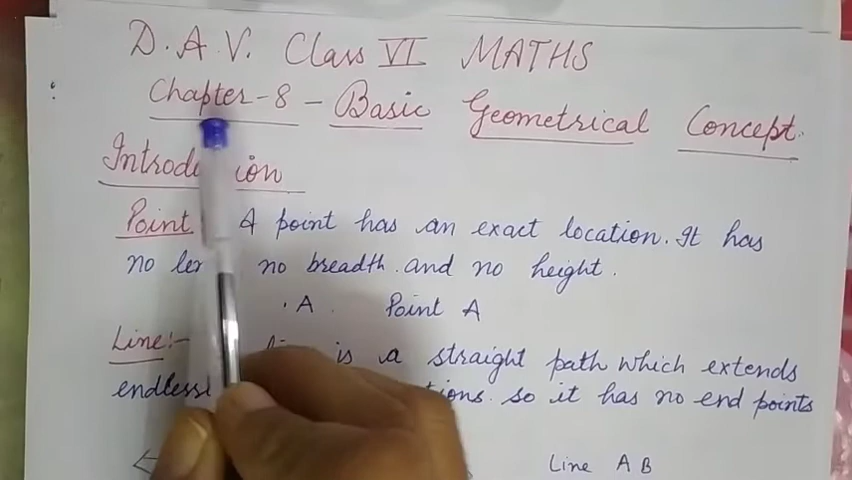 D.A.V. Class VI MATHS
Chapter-8 - Basic Geometrical Concept.
Introd ion
Point A point has an exact location. It has
no le no breadth. and no height.
.A. Point A
Line:- is a straight path which extends
endless tions. so it has no end points
Line AB